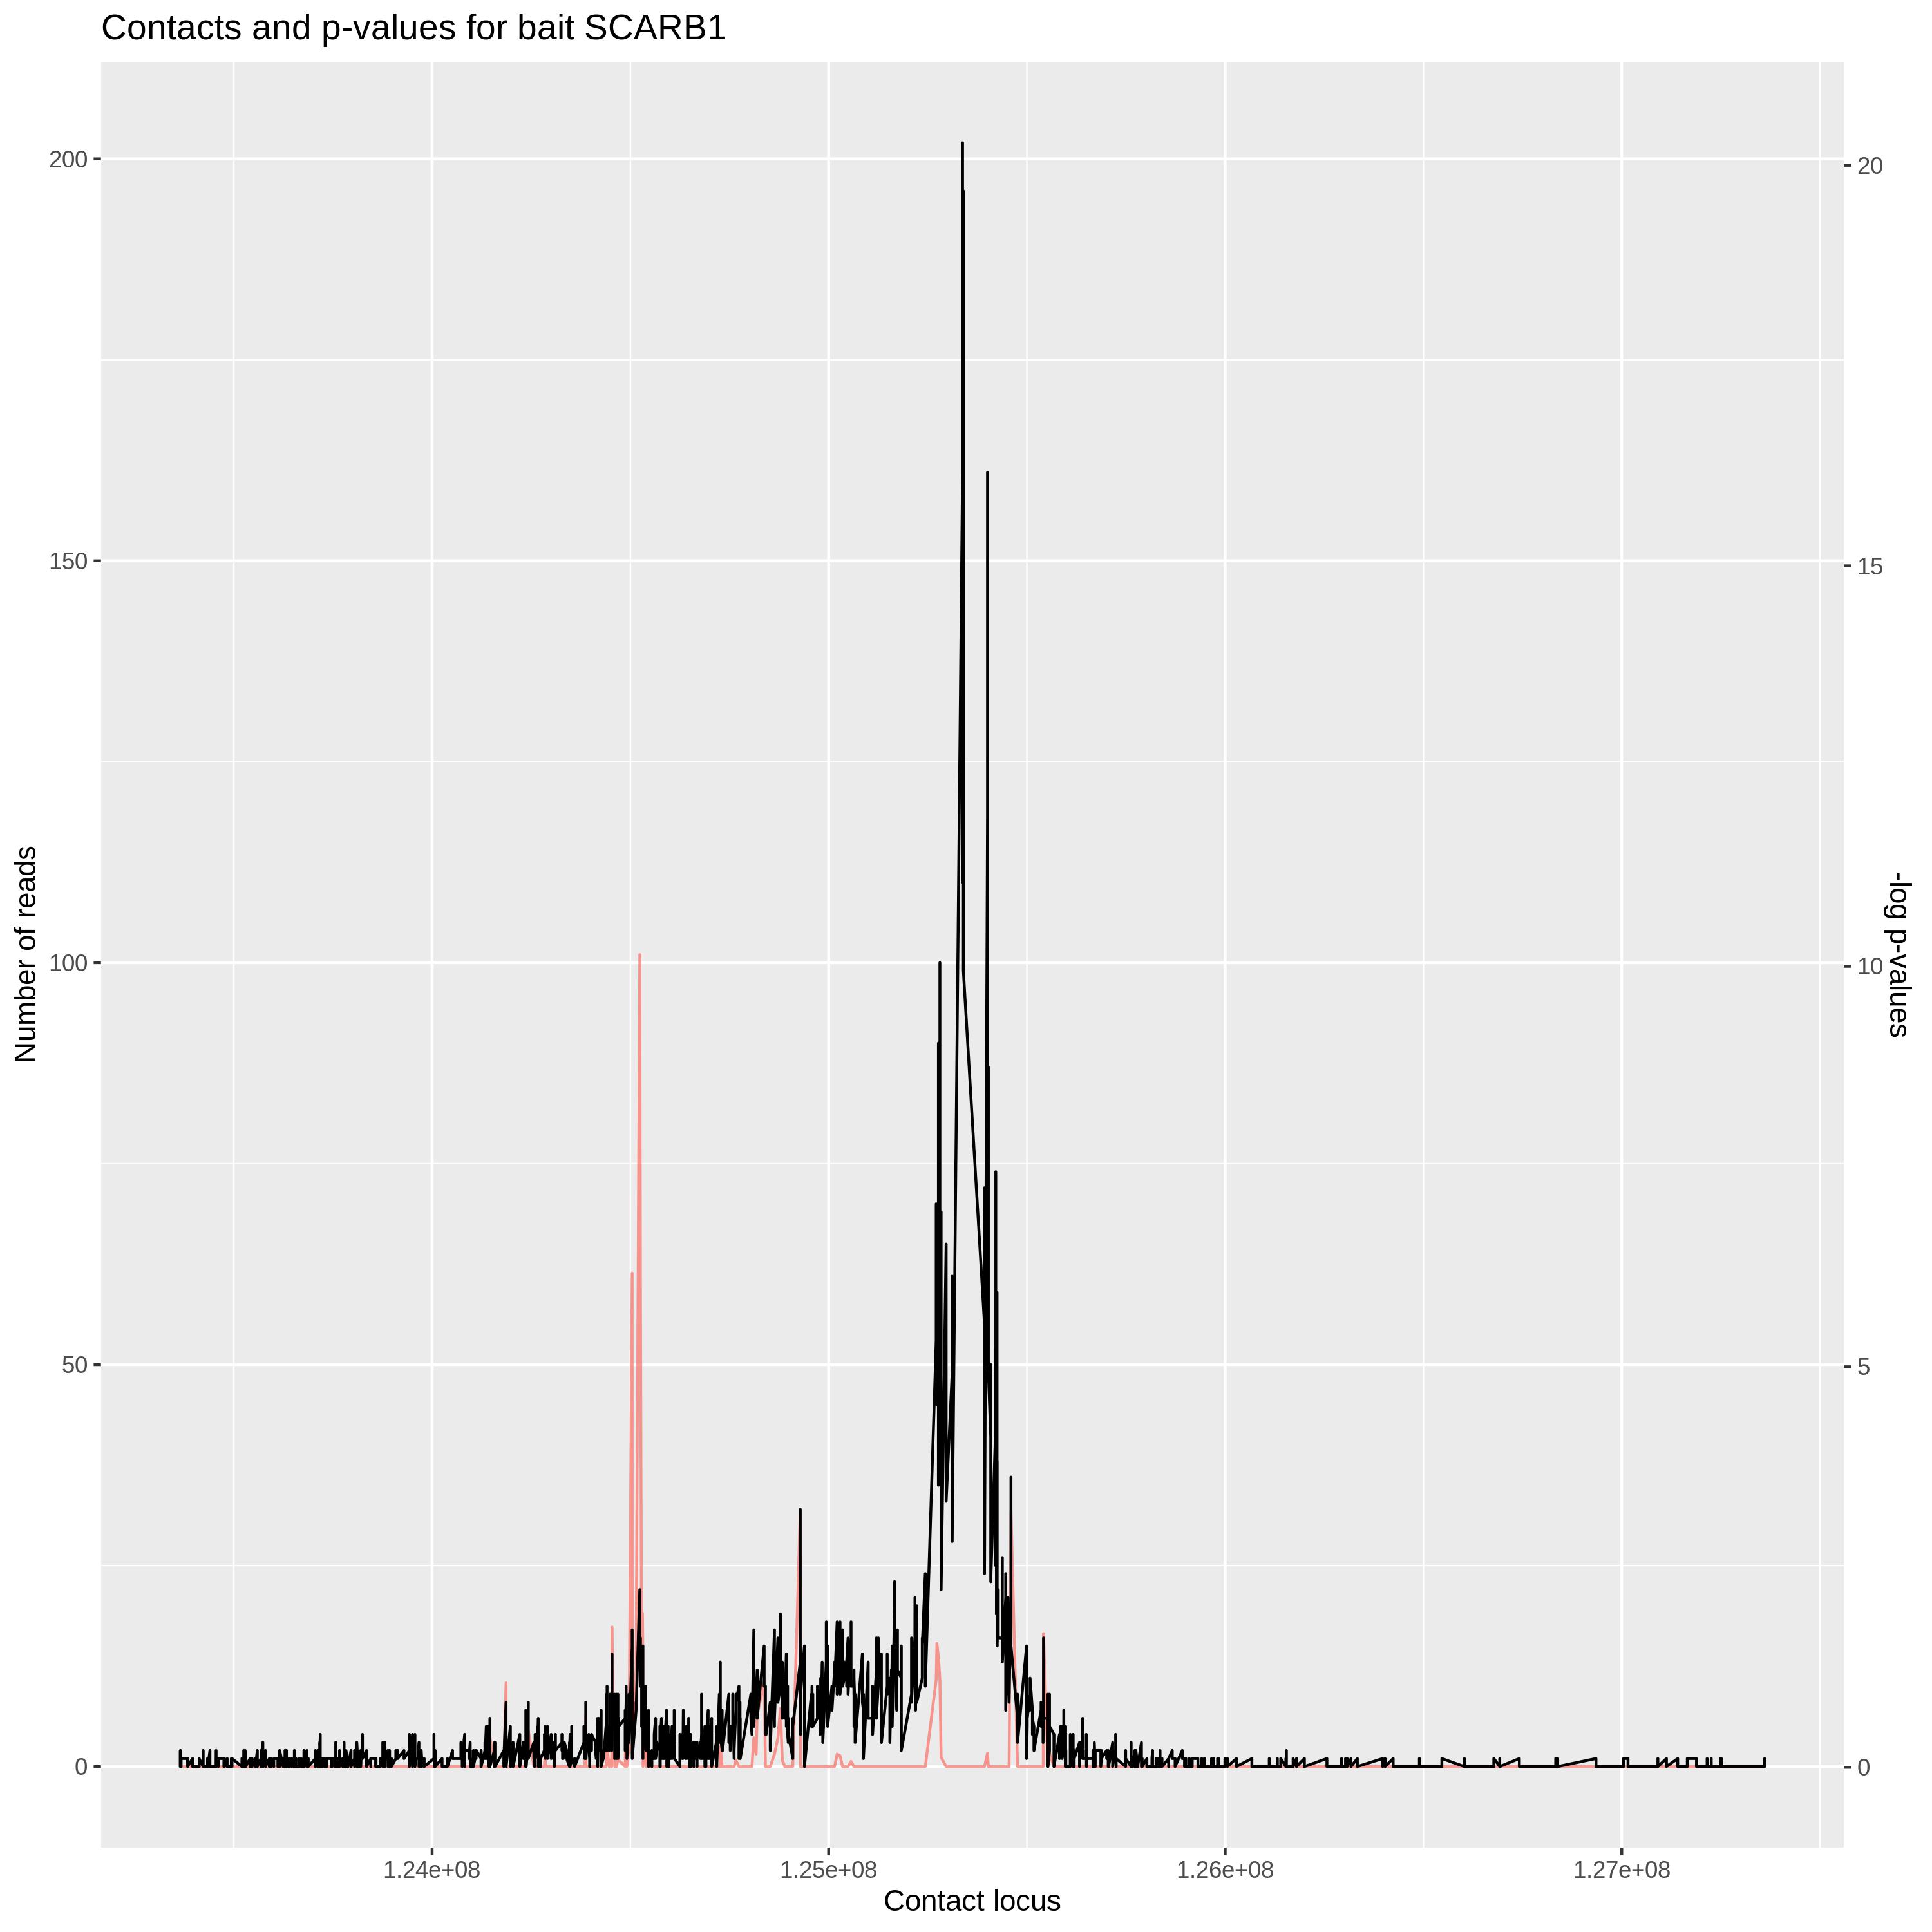 Contacts and p-values for bait SCARB1
200
150
100
50
0
Number of reads
20
15
10
5
0
-log p-values
1.24e+08
1.25e+08
1.26e+08
1.27e+08
Contact locus